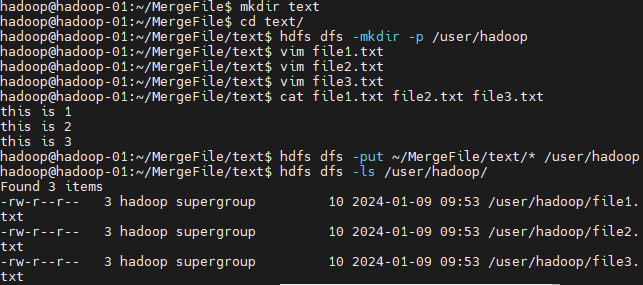 hadoop@hadoop-01:~/MergeFile$ mkdir text
hadoop@hadoop-01:~/MergeFile$ cd text/
hadoop@hadoop-01:~/MergeFile/text$ hdfs dfs -mkdir -p /user/hadoop
hadoop@hadoop-01:~/MergeFile/text$ vim file1.txt
hadoop@hadoop-01:~/MergeFile/text$ vim file2.txt
hadoop@hadoop-01:~/MergeFile/text$ vim file3.txt
hadoop@hadoop-01:~/MergeFile/text$ cat file1.txt file2.txt file3.txt
this is 1
this is 2
this is 3
hadoop@hadoop-01:~/MergeFile/text$ hdfs dfs -put ~/MergeFile/text/* /user/hadoop
hadoop@hadoop-01:~/MergeFile/text$ hdfs dfs -ls /user/hadoop/
Found 3 items
-rw-r--r--   3 hadoop supergroup         10 2024-01-09 09:53 /user/hadoop/file1.
txt
-rw-r--r--   3 hadoop supergroup         10 2024-01-09 09:53 /user/hadoop/file2.
txt
-rw-r--r--   3 hadoop supergroup         10 2024-01-09 09:53 /user/hadoop/file3.
txt